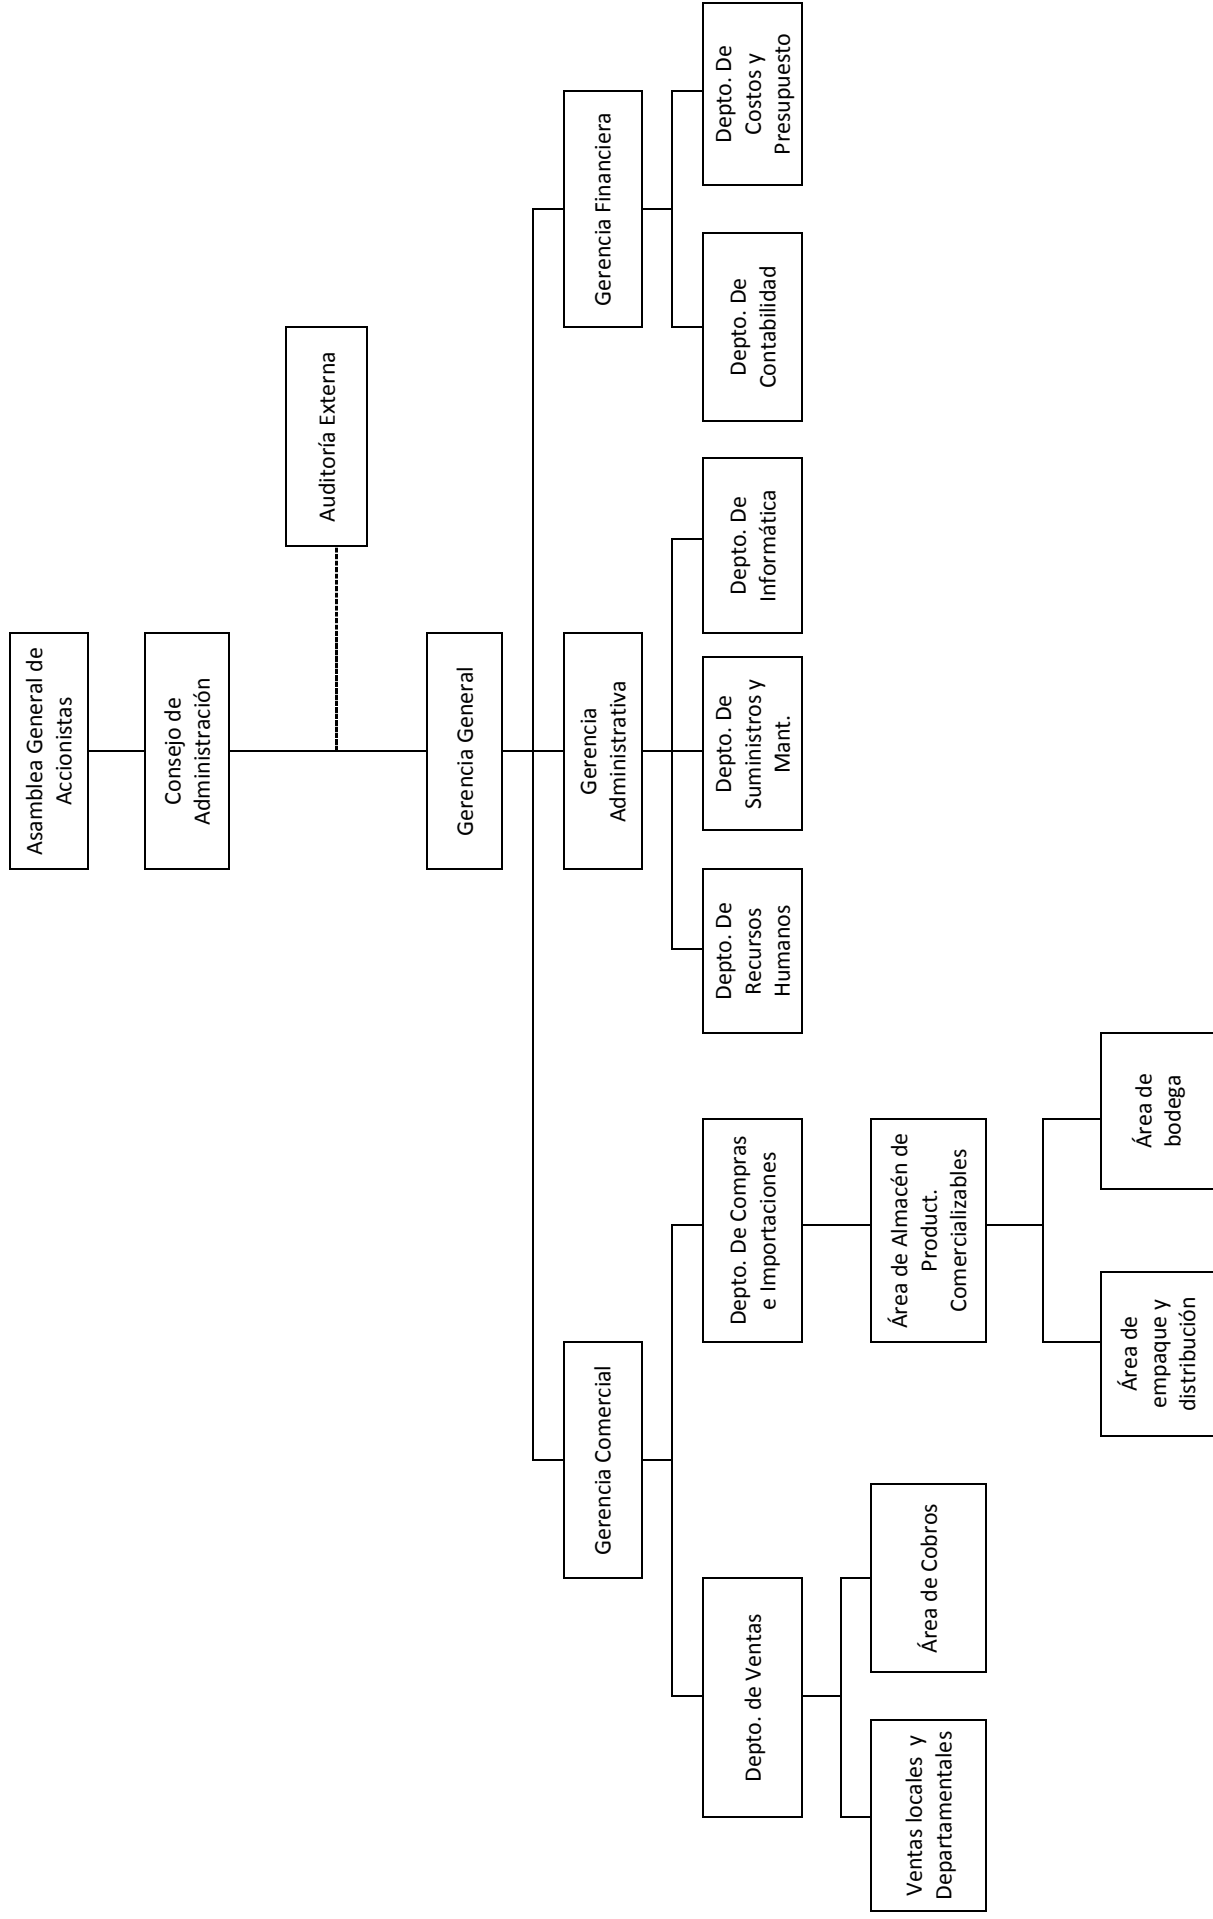 Asamblea General de
Accionistas
Consejo de
Administración
Auditoría Externa
Gerencia General
Gerencia Comercial
Gerencia
Administrativa
Gerencia Financiera
Depto. de Ventas
Depto. De Compras
e Importaciones
Depto. De
Recursos
Humanos
Depto. De
Suministros y
Mant.
Depto. De
Informática
Depto. De
Contabilidad
Depto. De
Costos y
Presupuesto
Ventas locales y
Departamentales
Área de Cobros
Área de Almacén de
Product.
Comercializables
Área de
empaque y
distribución
Área de
bodega